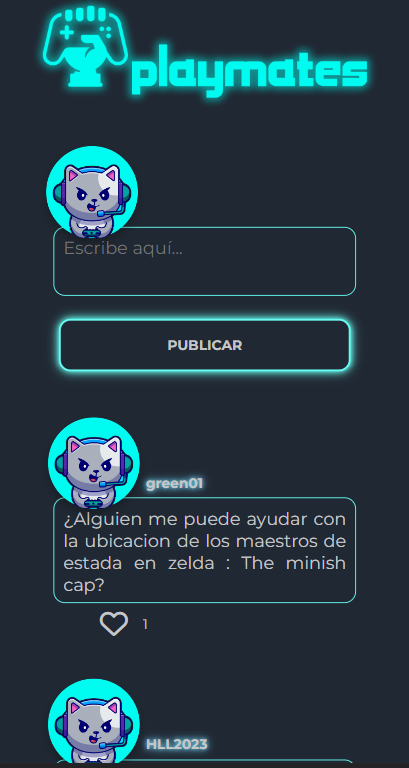 playmates
Escribe aquí...
PUBLICAR
green01
¿Alguien me puede ayudar con
la ubicacion de los maestros de
estada en zelda : The minish
cap?
1
HLL2023